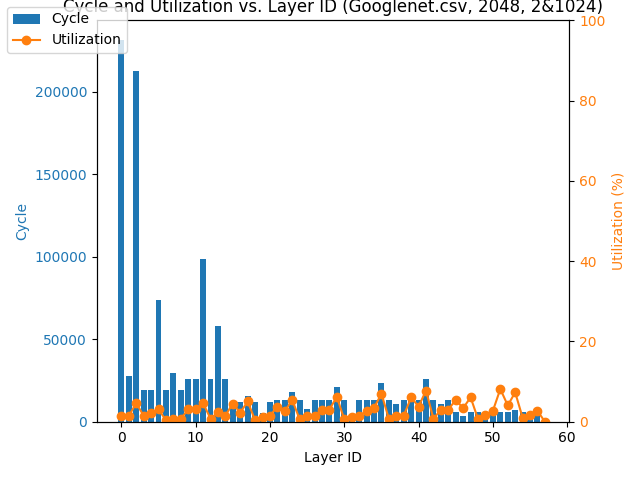 Cycle and Utilization vs. Layer ID (Googlenet.csv, 2048, 2&1024)
Cycle
Utilization
200000
150000
100000
50000
0
Cycle
100
80
60
40
20
0
Utilization (%)
0 10 20 30 40 50 60
Layer ID